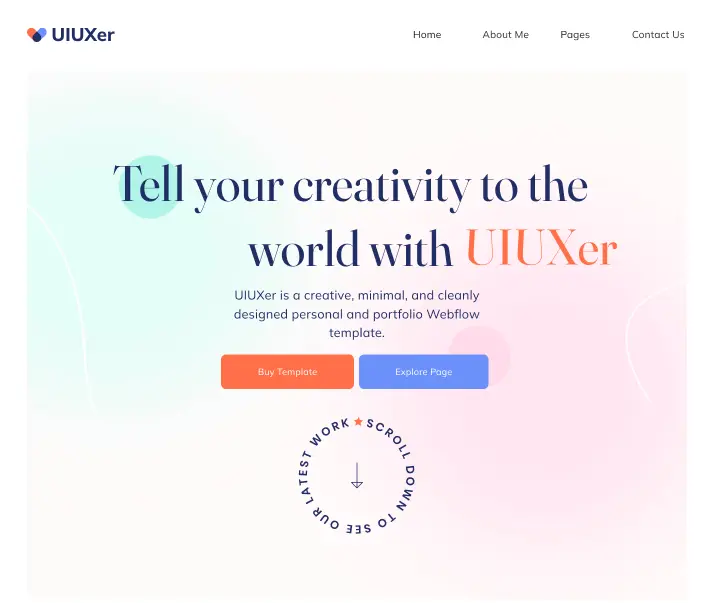 UIUXer
Home
About Me
Pages
Contact Us
Tell your creativity to the
world with UIUXer
UIUXer is a creative, minimal, and cleanly
designed personal and portfolio Webflow
template.
Buy Template
Explore Page
SCROLL DOWN TO SEE OUR LATEST WORK